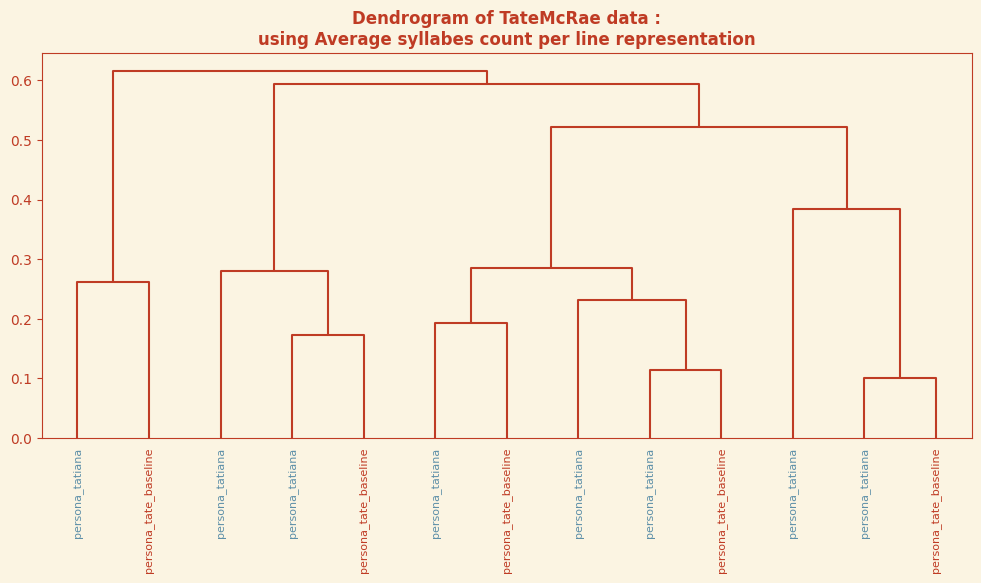 Dendrogram of TateMcRae data :
using Average syllabes count per line representation
0.6
0.5
0.4
0.3
0.2
0.1
0.0
persona_tatiana
persona_tate_baseline
persona_tatiana
persona_tatiana
persona_tate_baseline
persona_tatiana
persona_tate_baseline
persona_tatiana
persona_tatiana
persona_tate_baseline
persona_tatiana
persona_tatiana
persona_tate_baseline